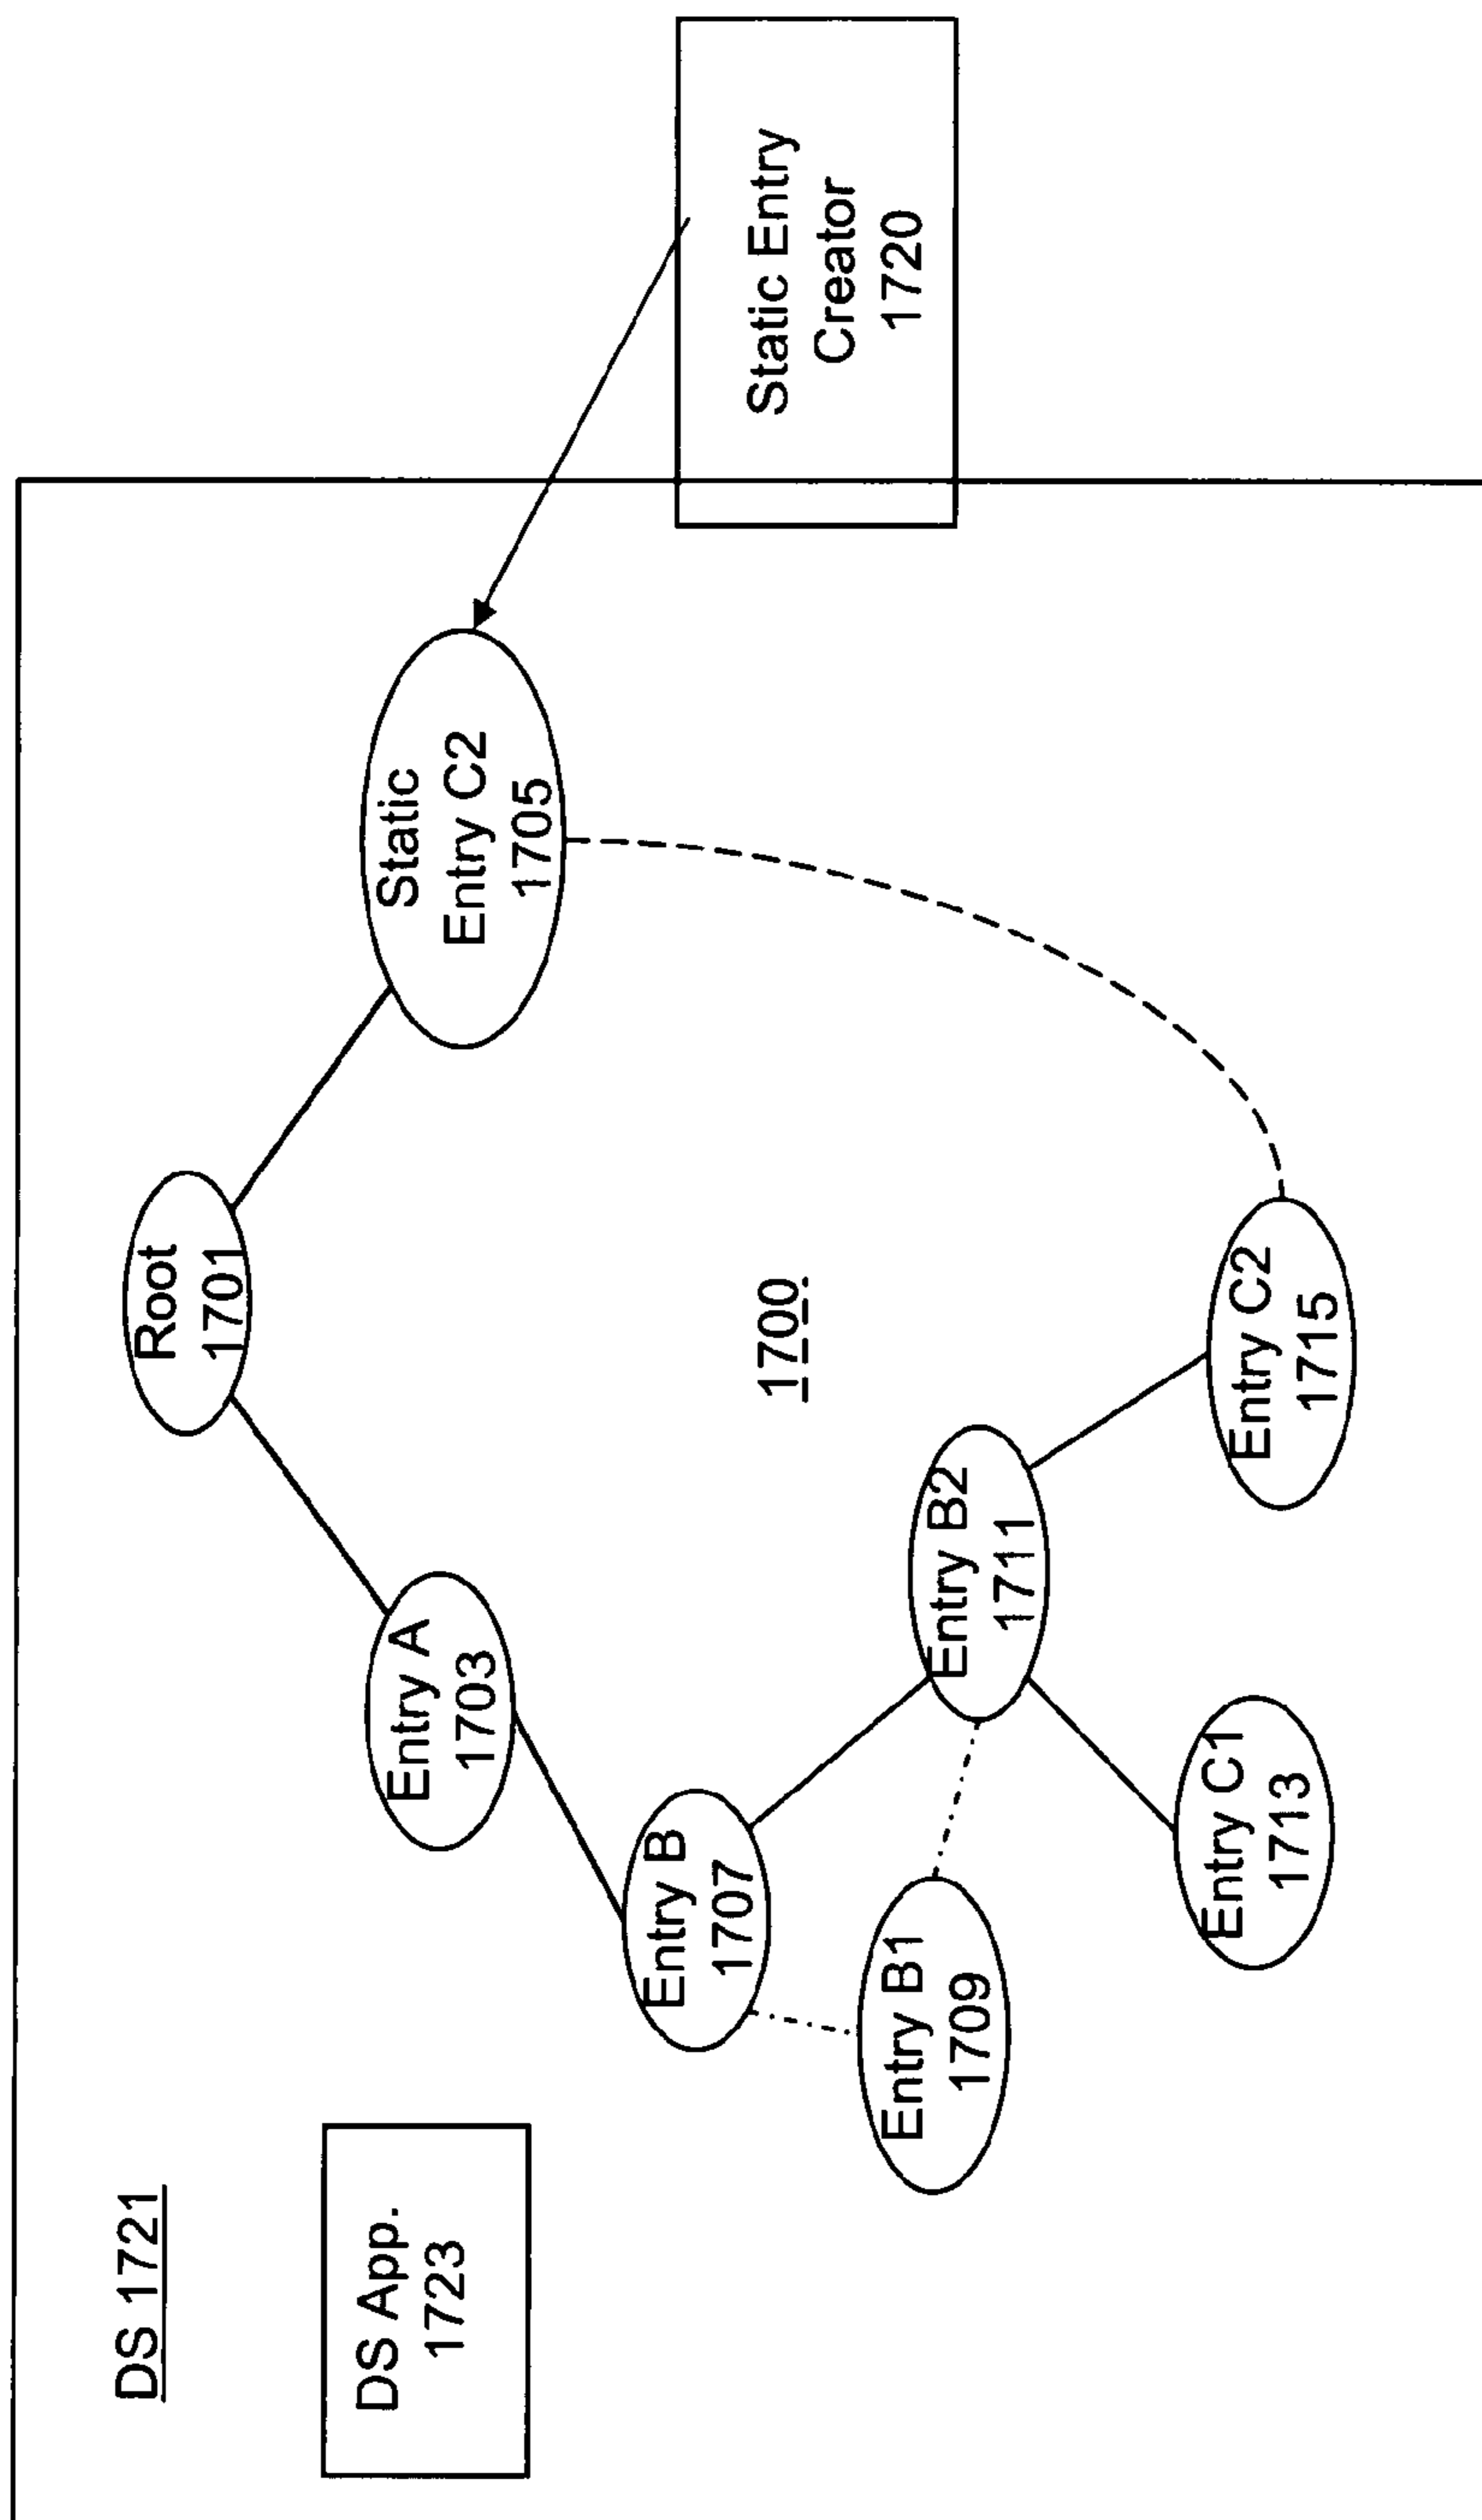 DS 1721
DS App.
1723
Root
1701
Entry A
1703
Static
Entry C2
1705
Static Entry
Creator
1720
Entry B
1707
1700
Entry B1
1709
Entry B2
1711
Entry C1
1713
Entry C2
1715